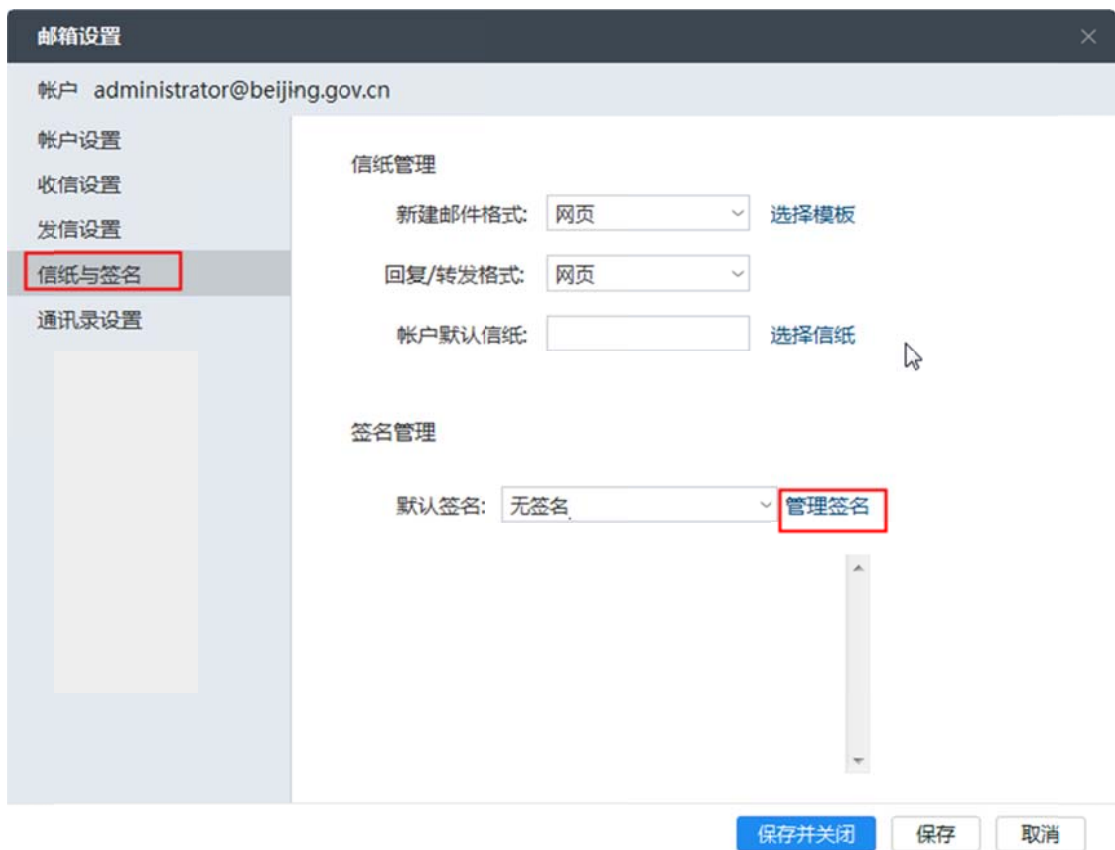 邮箱设置
帐户 administrator@beijing.gov.cn
帐户设置
收信设置
发信设置
信纸与签名
通讯录设置
信纸管理
新建邮件格式: 网页 选择模板
回复/转发格式: 网页
帐户默认信纸: 选择信纸
签名管理
默认签名: 无签名 管理签名
保存并关闭 保存 取消